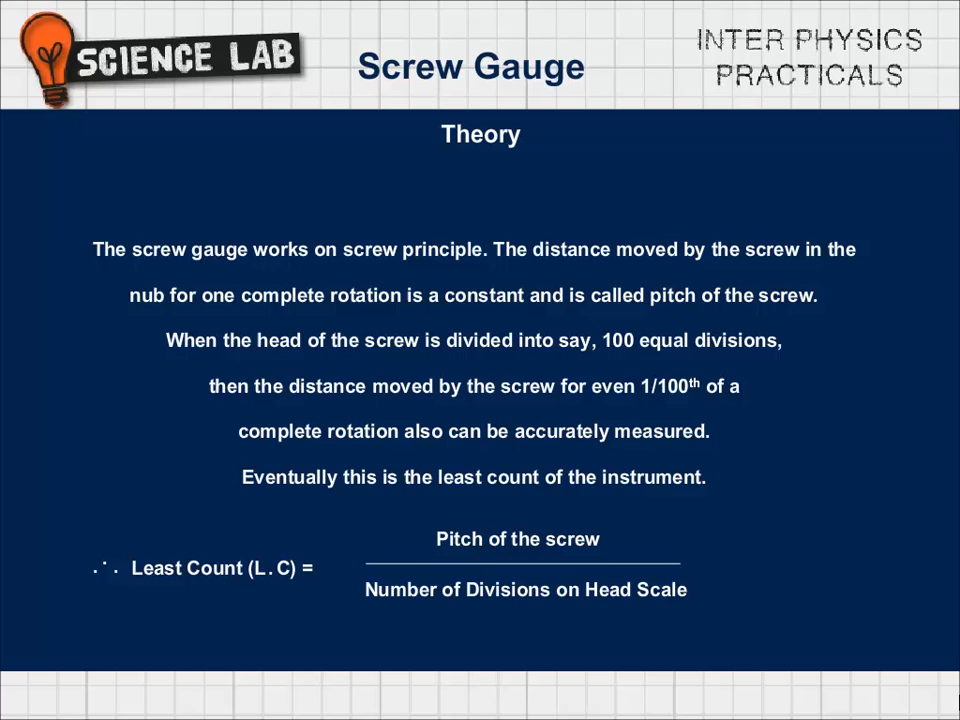 SCIENCE LAB
Screw Gauge
INTER PHYSICS
PRACTICALS
Theory
The screw gauge works on screw principle. The distance moved by the screw in the
nub for one complete rotation is a constant and is called pitch of the screw.
When the head of the screw is divided into say, 100 equal divisions,
then the distance moved by the screw for even 1/100th of a
complete rotation also can be accurately measured.
Eventually this is the least count of the instrument.
Pitch of the screw
∴ Least Count (L.C) =
Number of Divisions on Head Scale